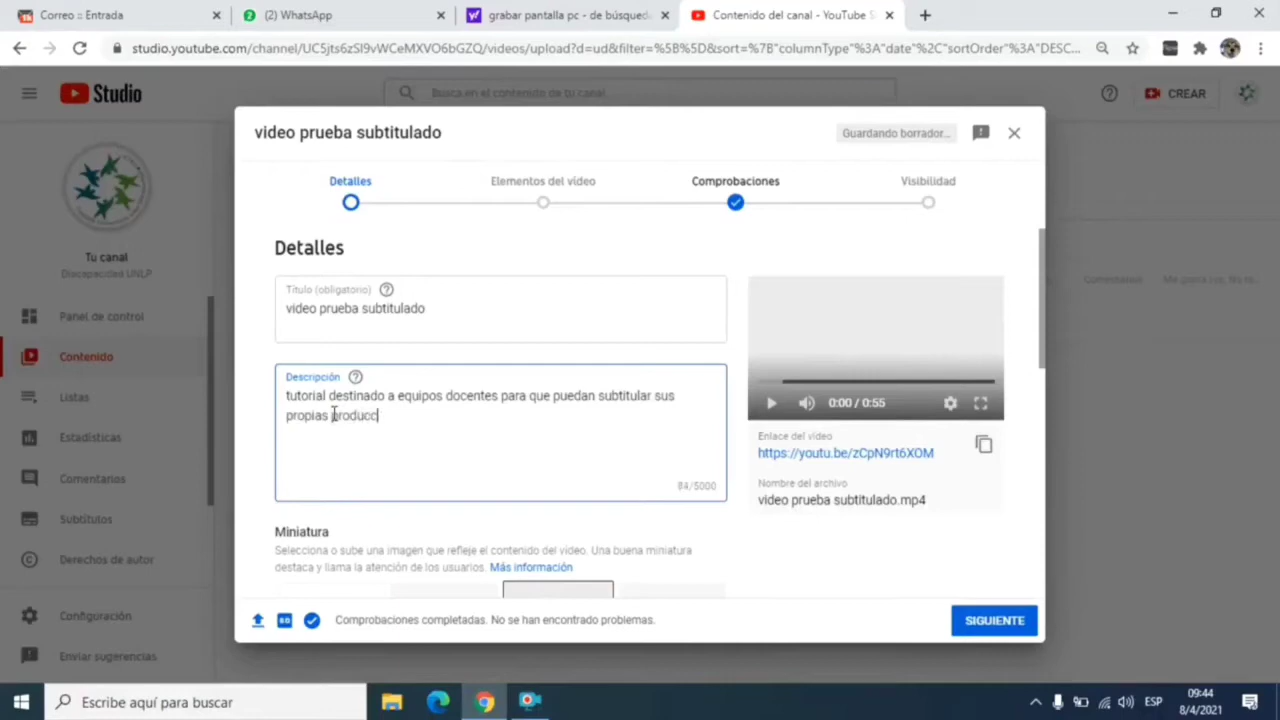 Correo :: Entrada
(2) WhatsApp
grabar pantalla pc - de búsqueda
Contenido del canal - YouTube S
studio.youtube.com/channel/UC5jts6zSI9vWCeMXVO6bGZQ/videos/upload?d=ud&filter=%5B%5D&sort=%7B"columnType"%3A"date"%2C"sortOrder"%3A"DESC...
Studio
Busca en el contenido de tu canal
CREAR
video prueba subtitulado
Guardando borrador...
Detalles
Elementos del vídeo
Comprobaciones
Visibilidad
Tu canal
Discapacidad UNLP
Panel de control
Contenido
Listas
Estadísticas
Comentarios
Subtítulos
Derechos de autor
Configuración
Enviar sugerencias
Detalles
Título (obligatorio)
video prueba subtitulado
Descripción
tutorial destinado a equipos docentes para que puedan subtitular sus
propias producc
84/5000
Miniatura
Selecciona o sube una imagen que refleje el contenido del vídeo. Una buena miniatura
destaca y llama la atención de los usuarios. Más información
0:00 / 0:55
Enlace del vídeo
https://youtu.be/zCpN9rt6XOM
Nombre del archivo
video prueba subtitulado.mp4
Comentarios
Comprobaciones completadas. No se han encontrado problemas.
SIGUIENTE
Escribe aquí para buscar
ESP
09:44
8/4/2021